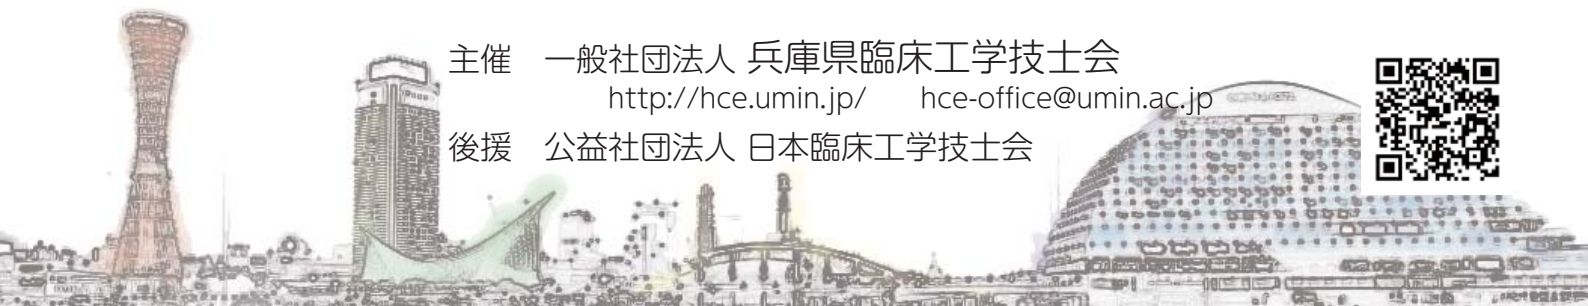 主催　一般社団法人 兵庫県臨床工学技士会
http://hce.umin.jp/　hce-office@umin.ac.jp
後援　公益社団法人 日本臨床工学技士会